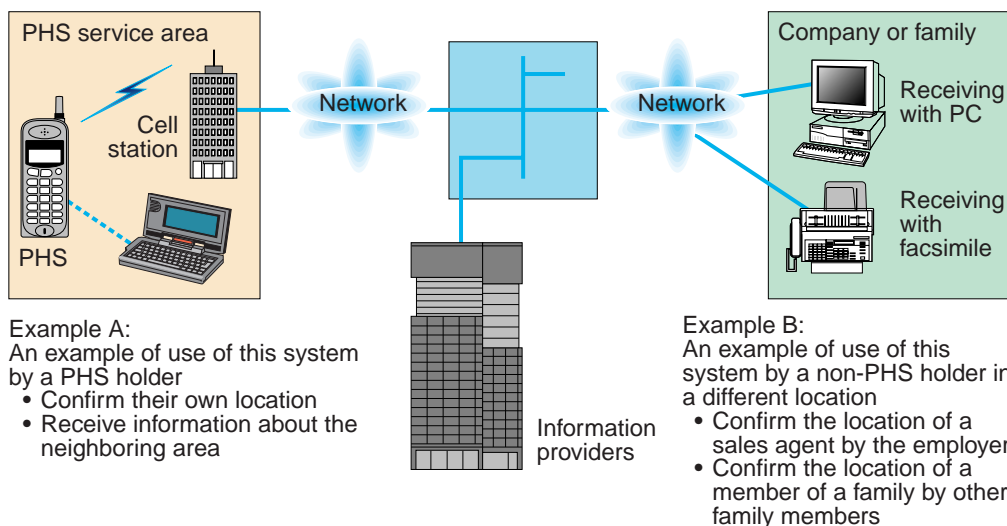 PHS service area
Cell
station
PHS
Network
Network
Company or family
Receiving
with PC
Receiving
with
facsimile
Information
providers
Example A:
An example of use of this system
by a PHS holder
• Confirm their own location
• Receive information about the
neighboring area
Example B:
An example of use of this
system by a non-PHS holder in
a different location
• Confirm the location of a
sales agent by the employer
• Confirm the location of a
member of a family by other
family members